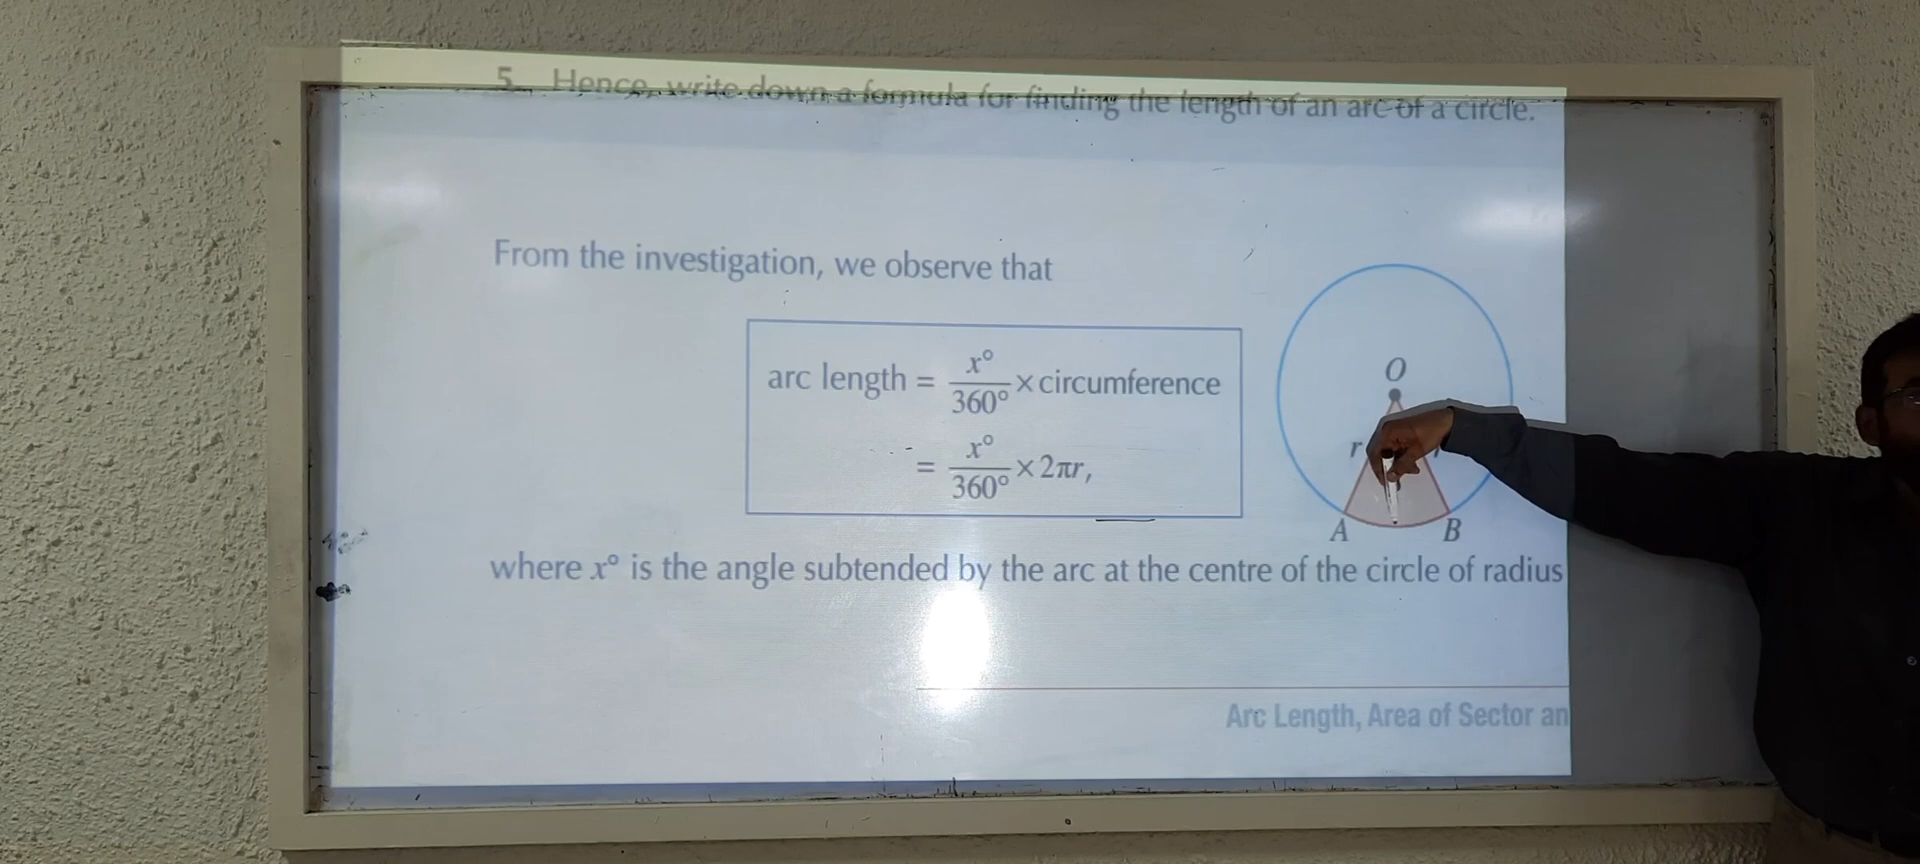 5. Hence, write down a formula for finding the length of an arc of a circle.
From the investigation, we observe that
arc length = x°/360° × circumference
= x°/360° × 2πr,
O
r
A B
where x° is the angle subtended by the arc at the centre of the circle of radius
Arc Length, Area of Sector an